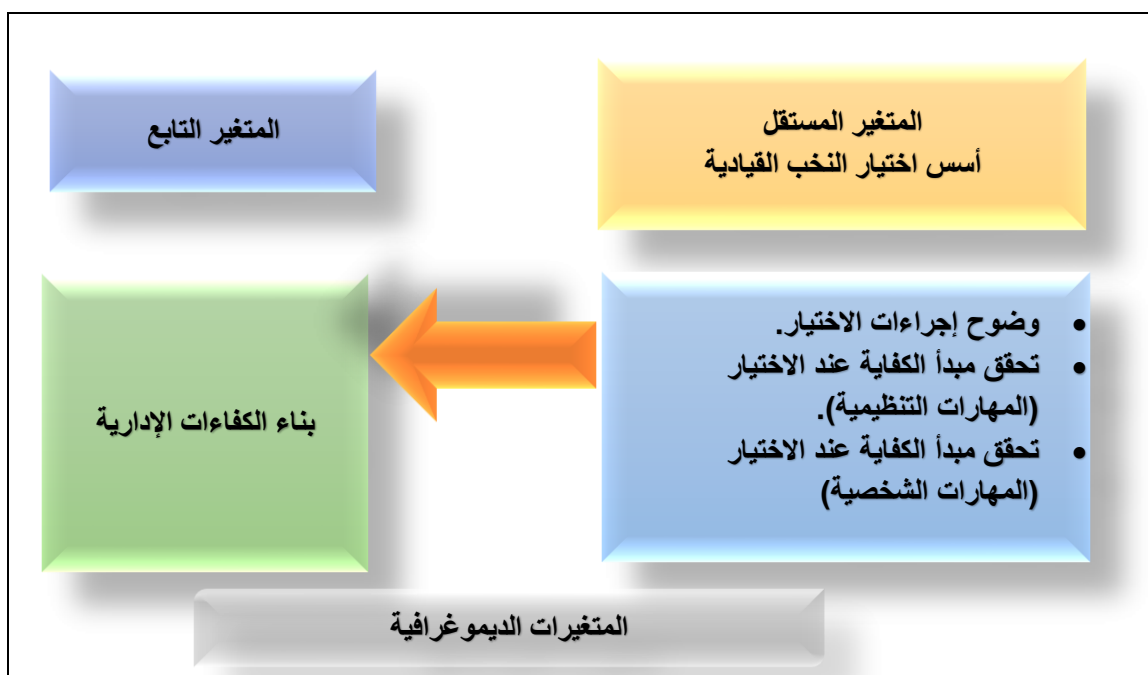 المتغير المستقل
أسس اختيار النخب القيادية
المتغير التابع
• وضوح إجراءات الاختيار.
• تحقق مبدأ الكفاية عند الاختيار
(المهارات التنظيمية).
• تحقق مبدأ الكفاية عند الاختيار
(المهارات الشخصية)
بناء الكفاءات الإدارية
المتغيرات الديموغرافية